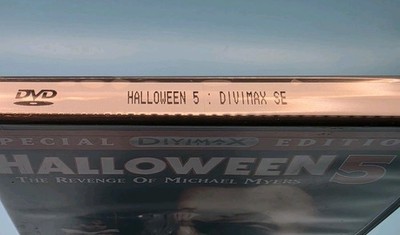 DVD
HALLOWEEN 5 : DIVIMAX SE
SPECIAL DIVIMAX EDITION
HALLOWEEN 5
THE REVENGE OF MICHAEL MYERS